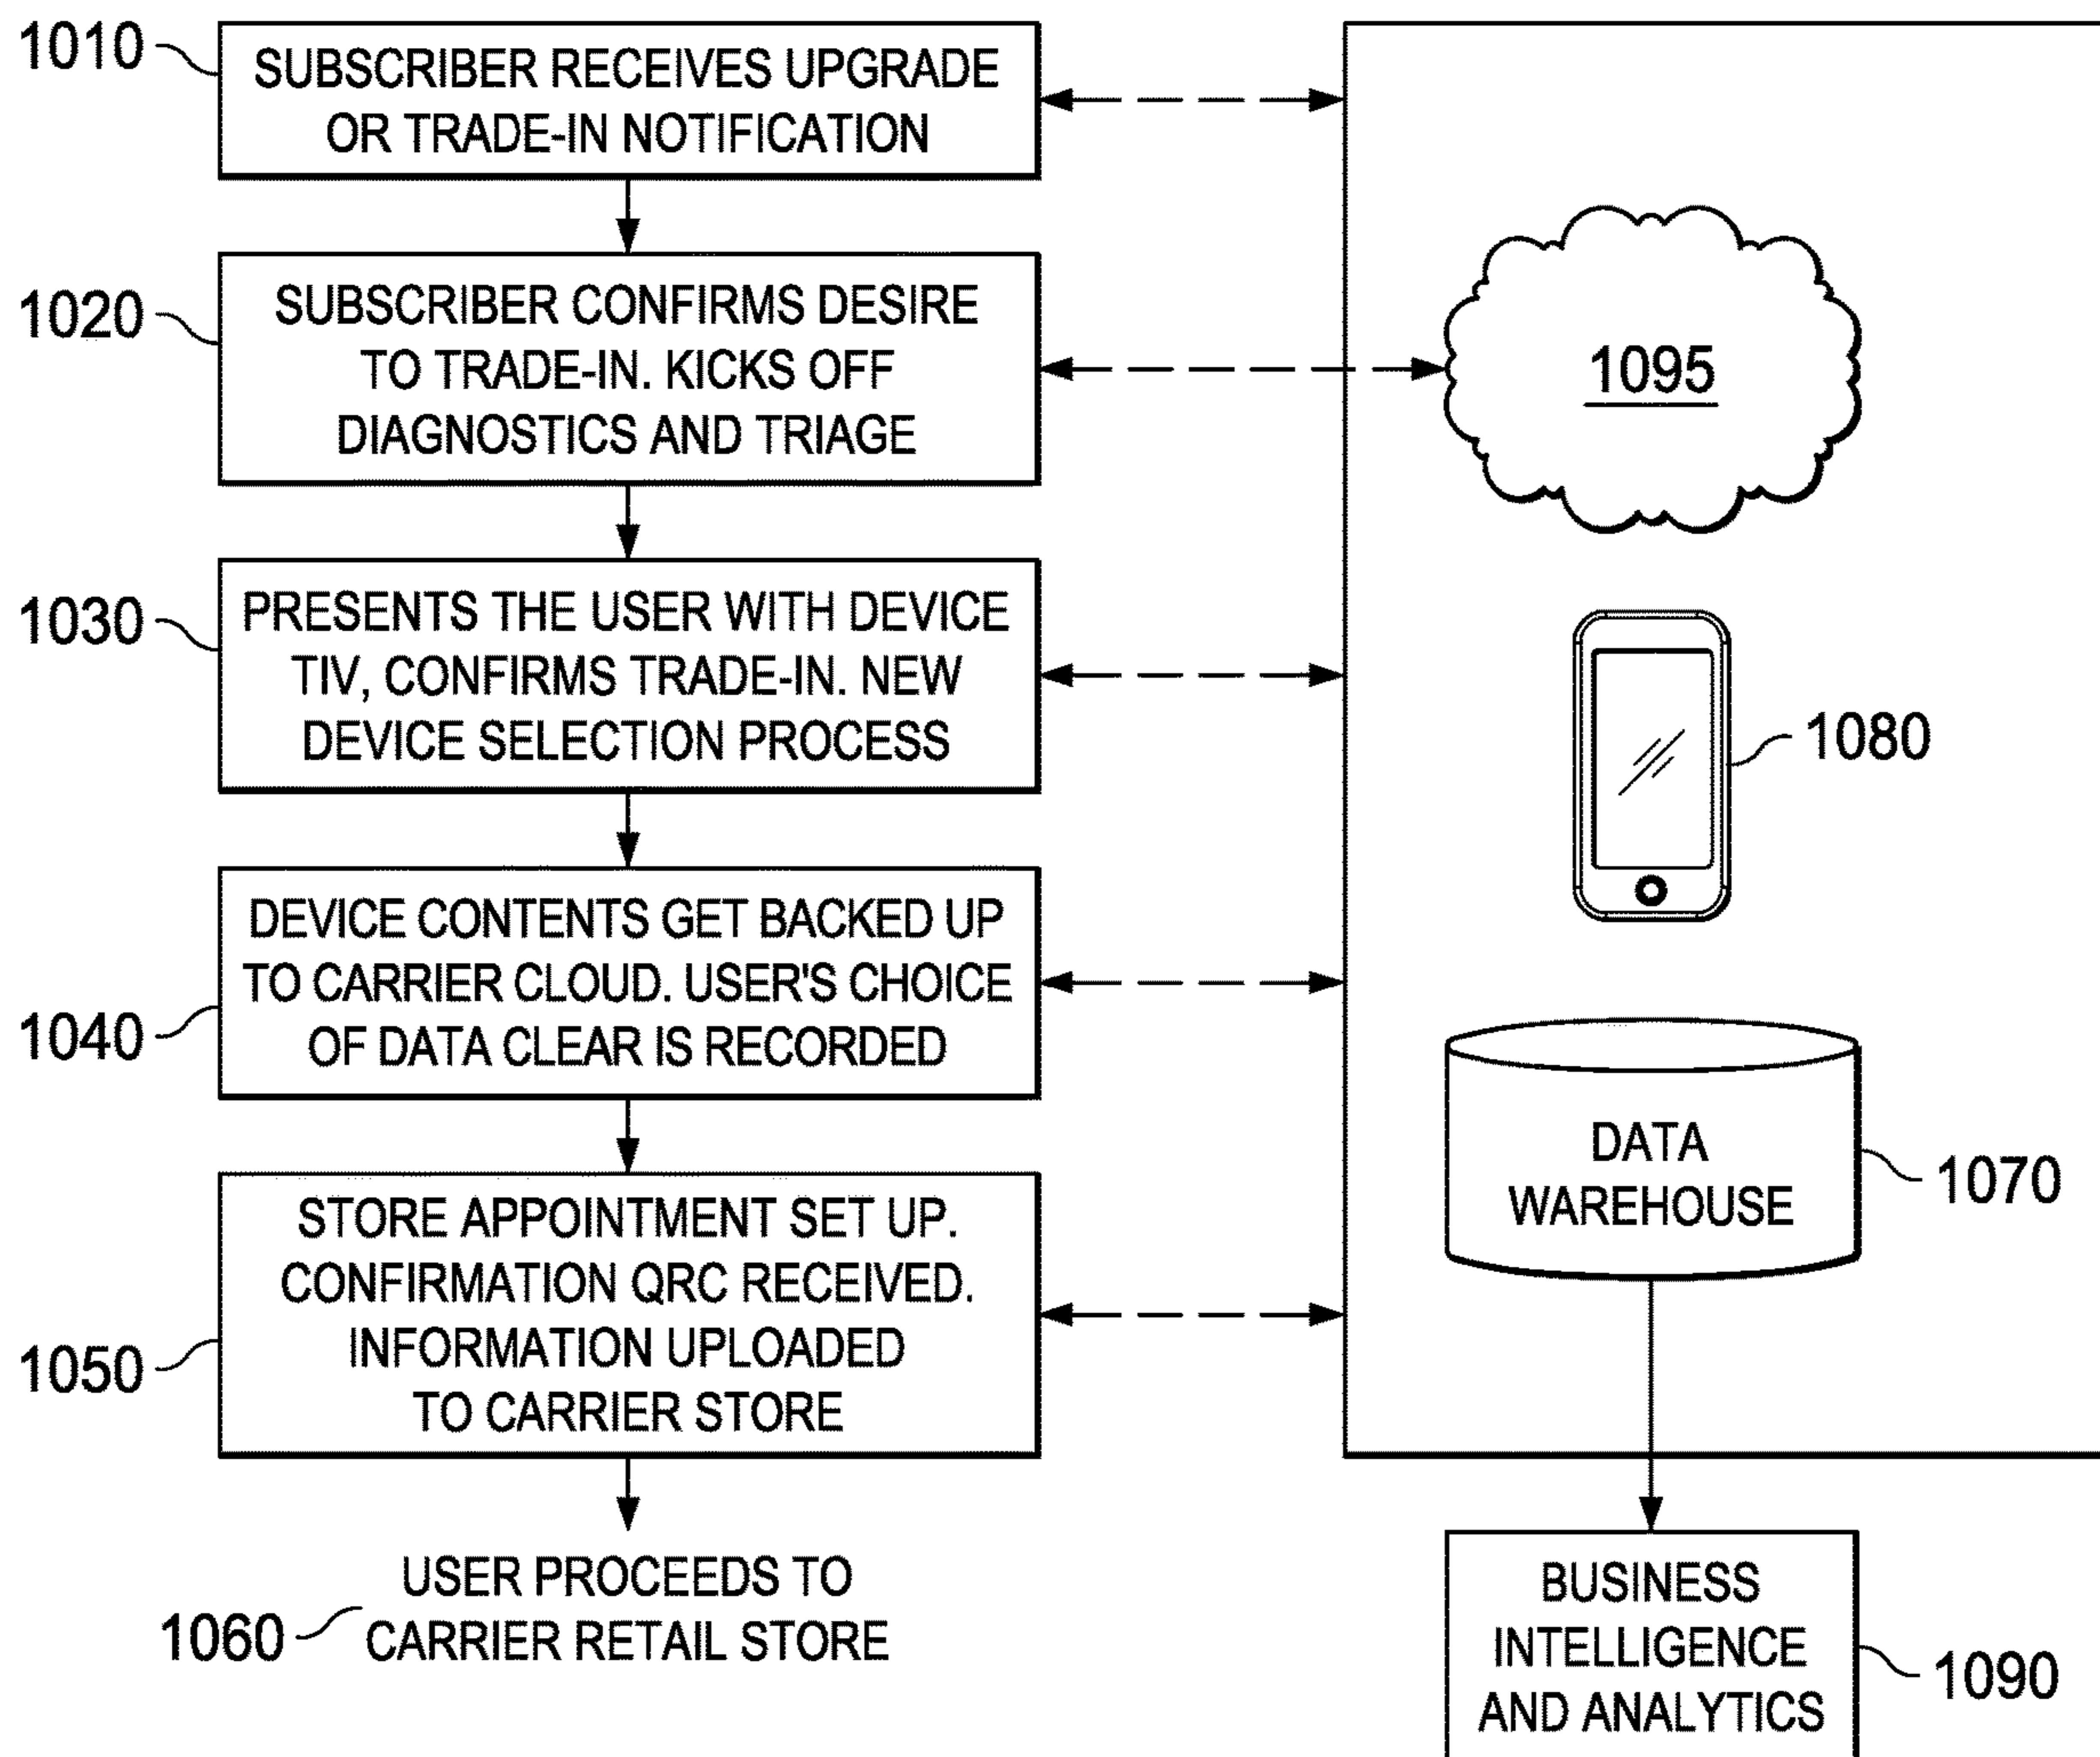 1010
SUBSCRIBER RECEIVES UPGRADE
OR TRADE-IN NOTIFICATION
1020
SUBSCRIBER CONFIRMS DESIRE
TO TRADE-IN. KICKS OFF
DIAGNOSTICS AND TRIAGE
1030
PRESENTS THE USER WITH DEVICE
TIV, CONFIRMS TRADE-IN. NEW
DEVICE SELECTION PROCESS
1040
DEVICE CONTENTS GET BACKED UP
TO CARRIER CLOUD. USER'S CHOICE
OF DATA CLEAR IS RECORDED
1050
STORE APPOINTMENT SET UP.
CONFIRMATION QRC RECEIVED.
INFORMATION UPLOADED
TO CARRIER STORE
1060
USER PROCEEDS TO
CARRIER RETAIL STORE
1095
1080
DATA
WAREHOUSE
1070
BUSINESS
INTELLIGENCE
AND ANALYTICS
1090